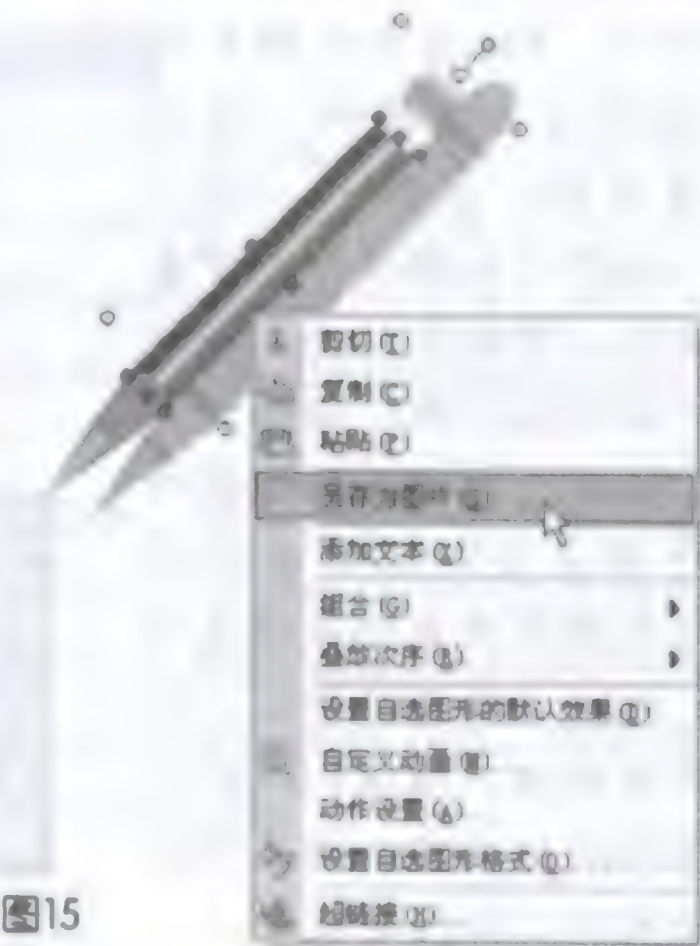 剪切(T)
复制(C)
粘贴(P)
另存为图片(S)
添加文本(X)
组合(G)
叠放次序(R)
设置自选图形的默认效果(D)
自定义动画(M)
动作设置(A)
设置自选图形格式(O)...
超链接(H)
图15